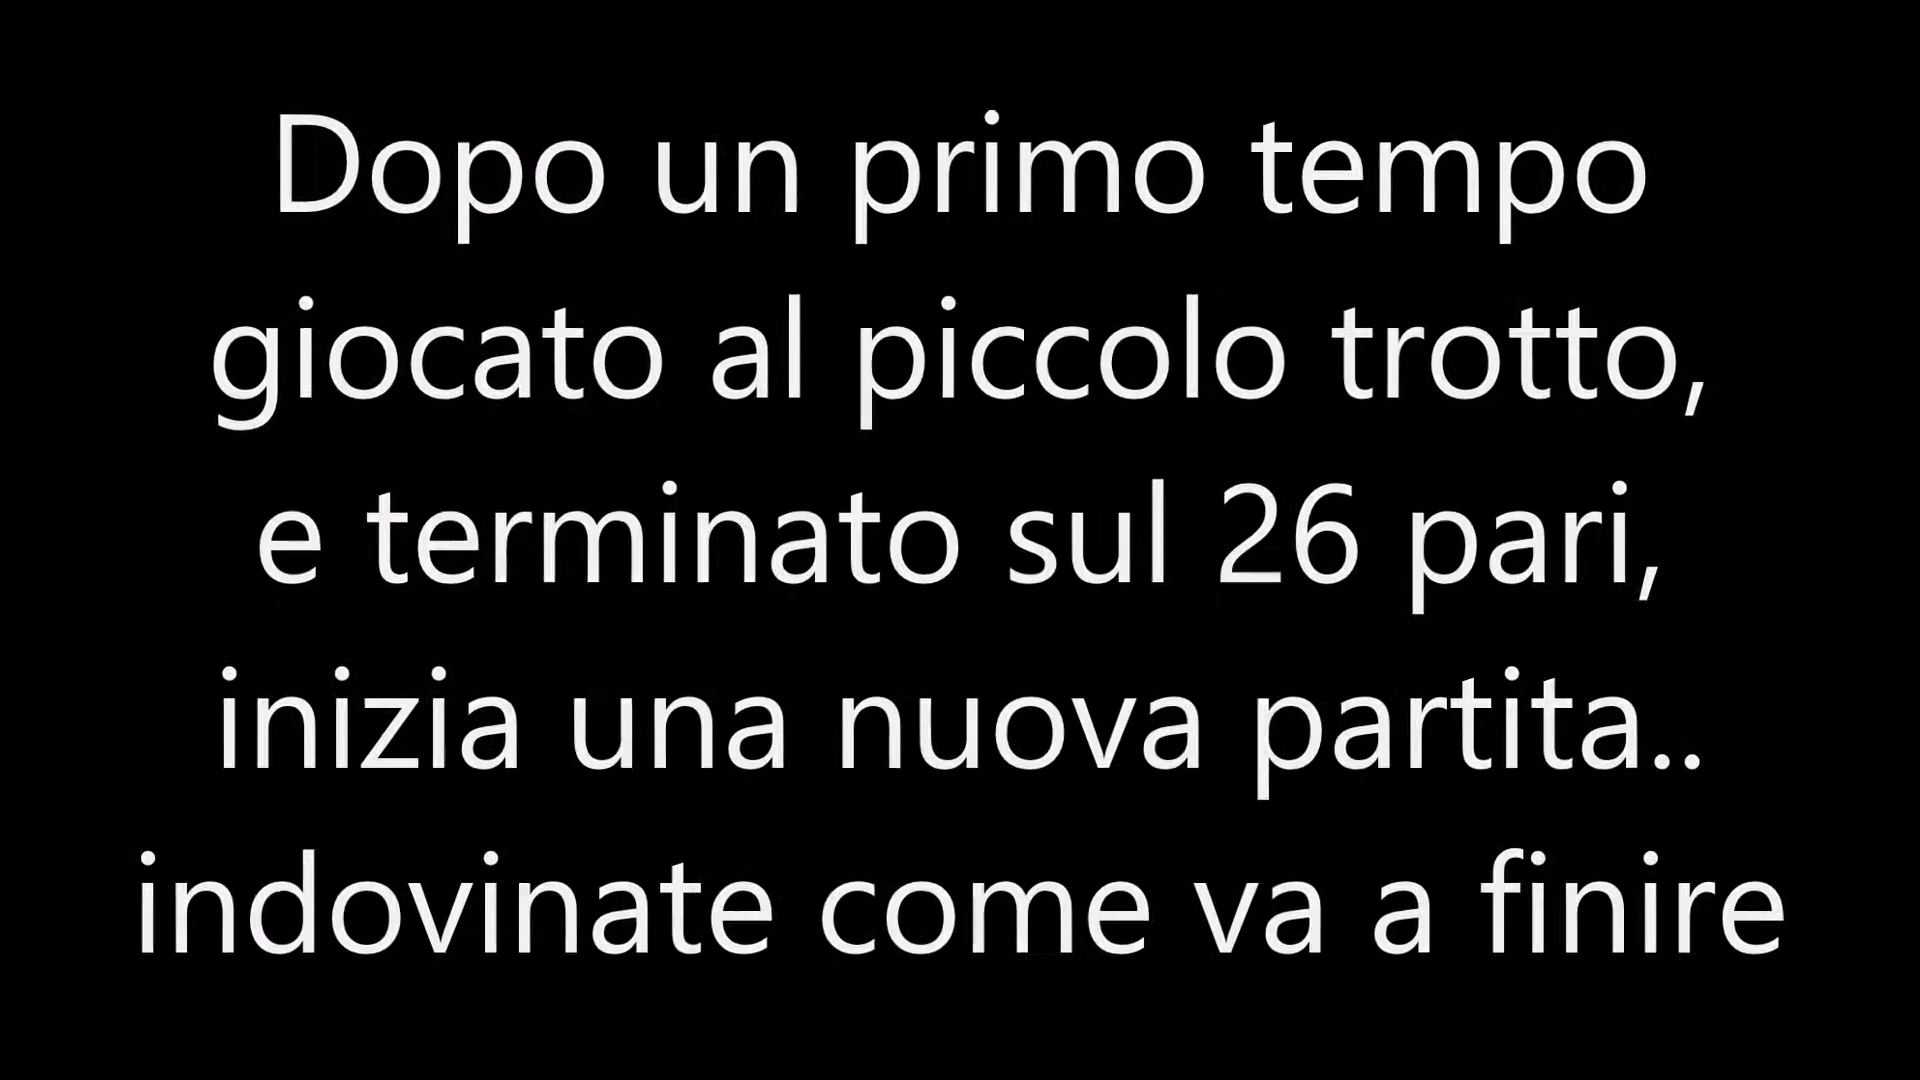 Dopo un primo tempo
giocato al piccolo trotto,
e terminato sul 26 pari,
inizia una nuova partita..
indovinate come va a finire